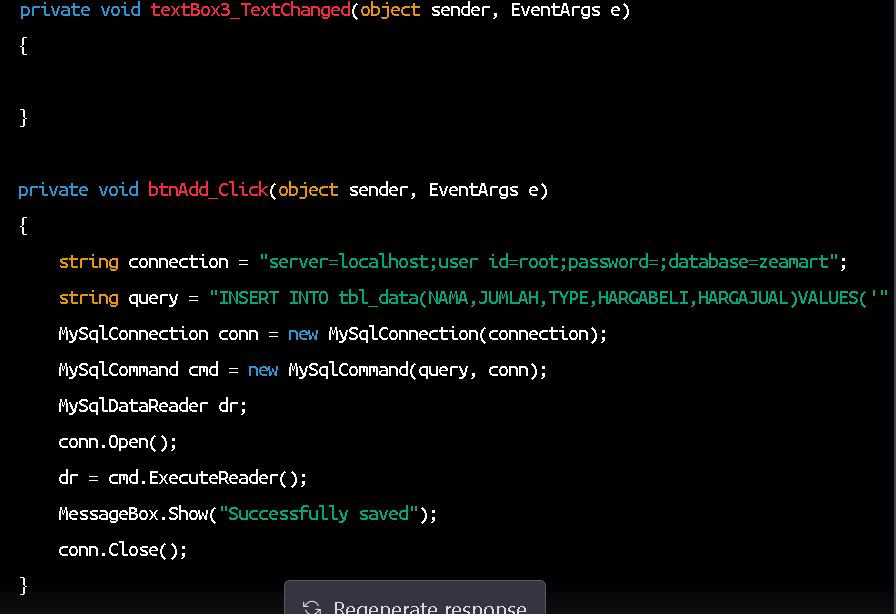 private void textBox3_TextChanged(object sender, EventArgs e)
{
}
private void btnAdd_Click(object sender, EventArgs e)
{
string connection = "server=localhost;user id=root;password=;database=zeamart";
string query = "INSERT INTO tbl_data(NAMA,JUMLAH,TYPE,HARGABELI,HARGAJUAL)VALUES('"
MySqlConnection conn = new MySqlConnection(connection);
MySqlCommand cmd = new MySqlCommand(query, conn);
MySqlDataReader dr;
conn.Open();
dr = cmd.ExecuteReader();
MessageBox.Show("Successfully saved");
conn.Close();
}
Regenerate response